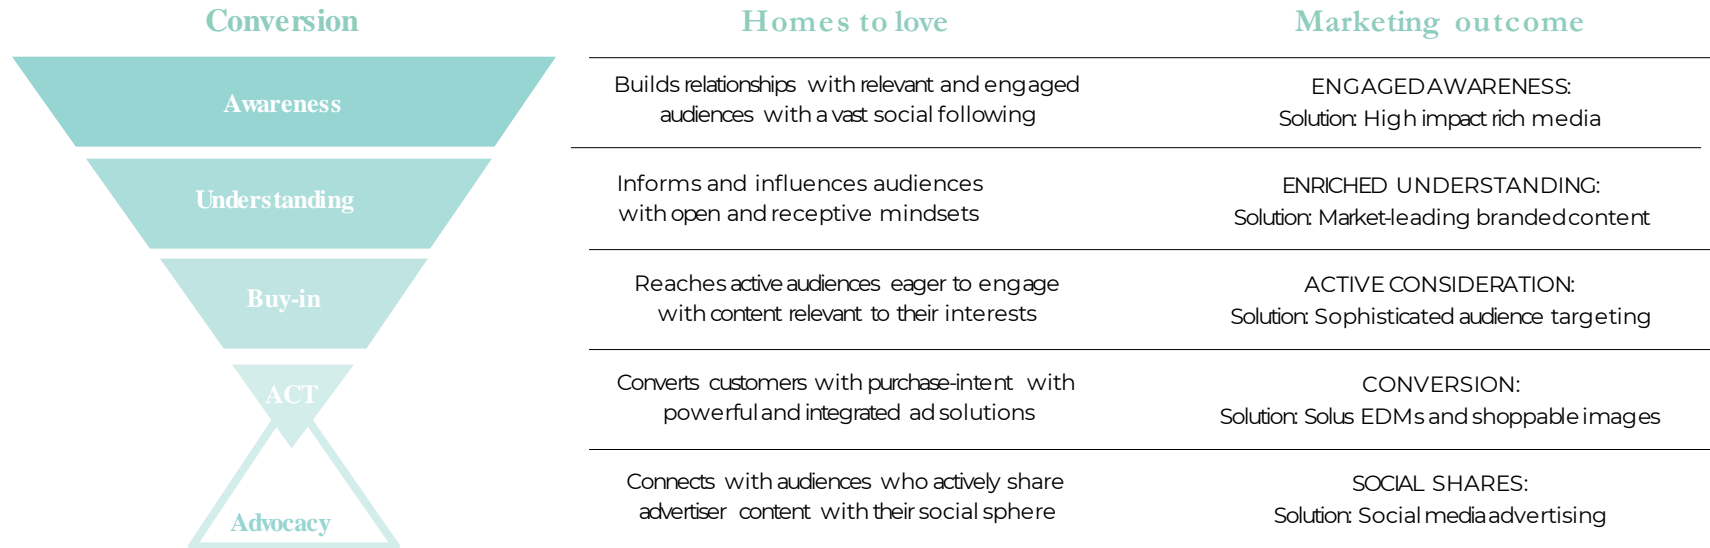 Conversion
Homes to love
Marketing outcome
Awareness
Builds relationships with relevant and engaged
audiences with a vast social following
ENGAGED AWARENESS:
Solution: High impact rich media
Understanding
Informs and influences audiences
with open and receptive mindsets
ENRICHED UNDERSTANDING:
Solution: Market-leading branded content
Buy-in
Reaches active audiences eager to engage
with content relevant to their interests
ACTIVE CONSIDERATION:
Solution: Sophisticated audience targeting
ACT
Converts customers with purchase-intent with
powerful and integrated ad solutions
CONVERSION:
Solution: Solus EDMs and shoppable images
Advocacy
Connects with audiences who actively share
advertiser content with their social sphere
SOCIAL SHARES:
Solution: Social media advertising